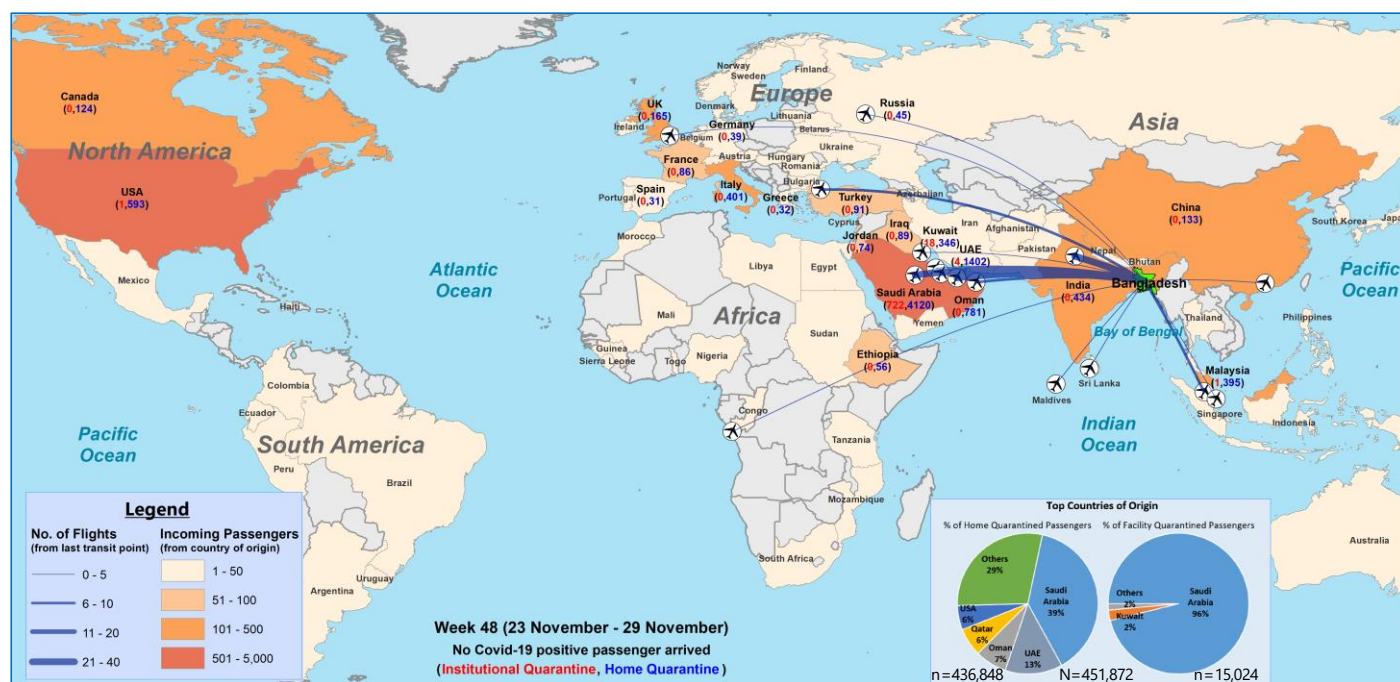 Canada
(0,124)
North America
USA
(1,593)
Mexico
Haiti
Pacific
Ocean
Atlantic
Ocean
Colombia
Ecuador
South America
Peru
Brazil
Uruguay
Argentina
Norway
Sweden
Finland
Europe
Denmark
Lithuania
Belarus
UK
(0,165)
Ireland
Belgium
Germany
(0,39)
Russia
(0,45)
Asia
Ukraine
France
(0,86)
Austria
Hungary
Romania
Bulgaria
Spain
(0,31)
Portugal
Italy
(0,401)
Greece
(0,32)
Turkey
(0,91)
Azerbaijan
Cyprus
Iraq
(0,89)
Iran
Afghanistan
Kuwait
(18,346)
Jordan
(0,74)
UAE
(4,1402)
Pakistan
Nepal
Bhutan
China
(0,133)
South Korea
Japan
Morocco
Libya
Egypt
Saudi Arabia
(722,4120)
Oman
(0,781)
Yemen
India
(0,434)
Bangladesh
Bay of Bengal
Thailand
Philippines
Pacific
Ocean
Mali
Africa
Sudan
Guinea
Sierra Leone
Togo
Nigeria
Ethiopia
(0,56)
Congo
Tanzania
Mozambique
South Africa
Maldives
Sri Lanka
Malaysia
(1,395)
Singapore
Indonesia
Indian
Ocean
Australia
Legend
No. of Flights
(from last transit point)
Incoming Passengers
(from country of origin)
0 - 5
1 - 50
6 - 10
51 - 100
11 - 20
101 - 500
21 - 40
501 - 5,000
Week 48 (23 November - 29 November)
No Covid-19 positive passenger arrived
(Institutional Quarantine, Home Quarantine)
Top Countries of Origin
% of Home Quarantined Passengers
% of Facility Quarantined Passengers
Others
29%
Saudi
Arabia
39%
USA
6%
Qatar
6%
Oman
7%
UAE
13%
Others
2%
Kuwait
2%
Saudi
Arabia
96%
n=436,848
N=451,872
n=15,024